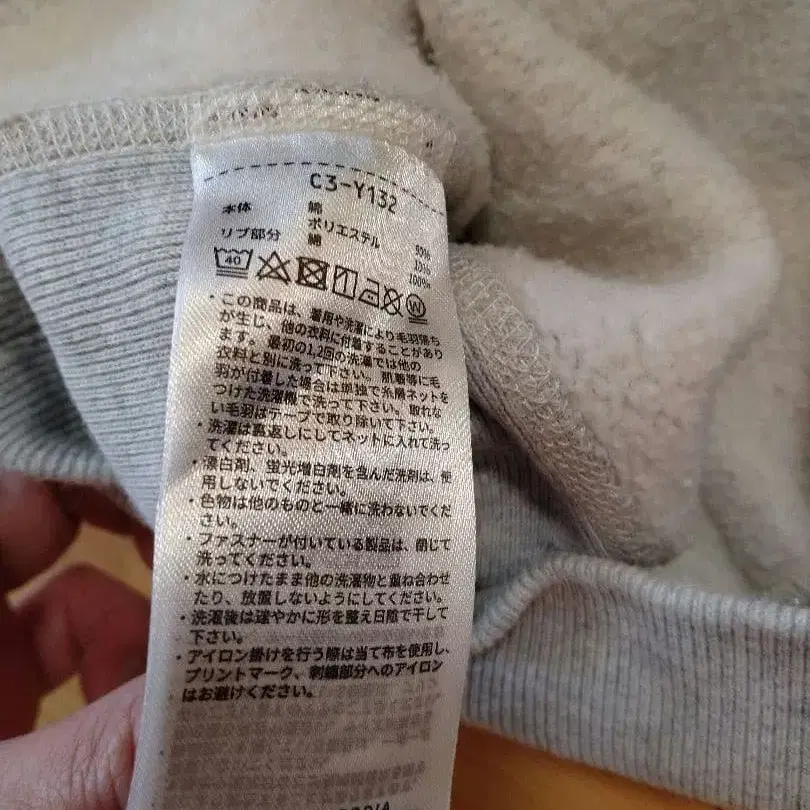 C3-Y132
本体 綿 90%
ポリエステル 10%
リブ部分 綿 100%
40
W
・この商品は、着用や洗濯により毛羽落ち
が生じ、他の衣料に付着することがあり
ます。最初の1,2回の洗濯では他の
衣料と別に洗って下さい。肌着等に毛
羽が付着した場合は単独で糸屑ネットを
つけた洗濯機で洗って下さい。取れな
い毛羽はテープで取り除いて下さい。
・洗濯は裏返しにしてネットに入れて洗っ
てください。
・漂白剤、蛍光増白剤を含んだ洗剤は、使
用しないでください。
・色物は他のものと一緒に洗わないでくだ
さい。
・ファスナーが付いている製品は、閉じて
洗ってください。
・水につけたまま他の洗濯物と重ね合わせ
たり、放置しないようにしてください。
・洗濯後は速やかに形を整え日陰で干して
下さい。
・アイロン掛けを行う際は当て布を使用し、
プリントマーク、刺繍部分へのアイロン
はお避けください。